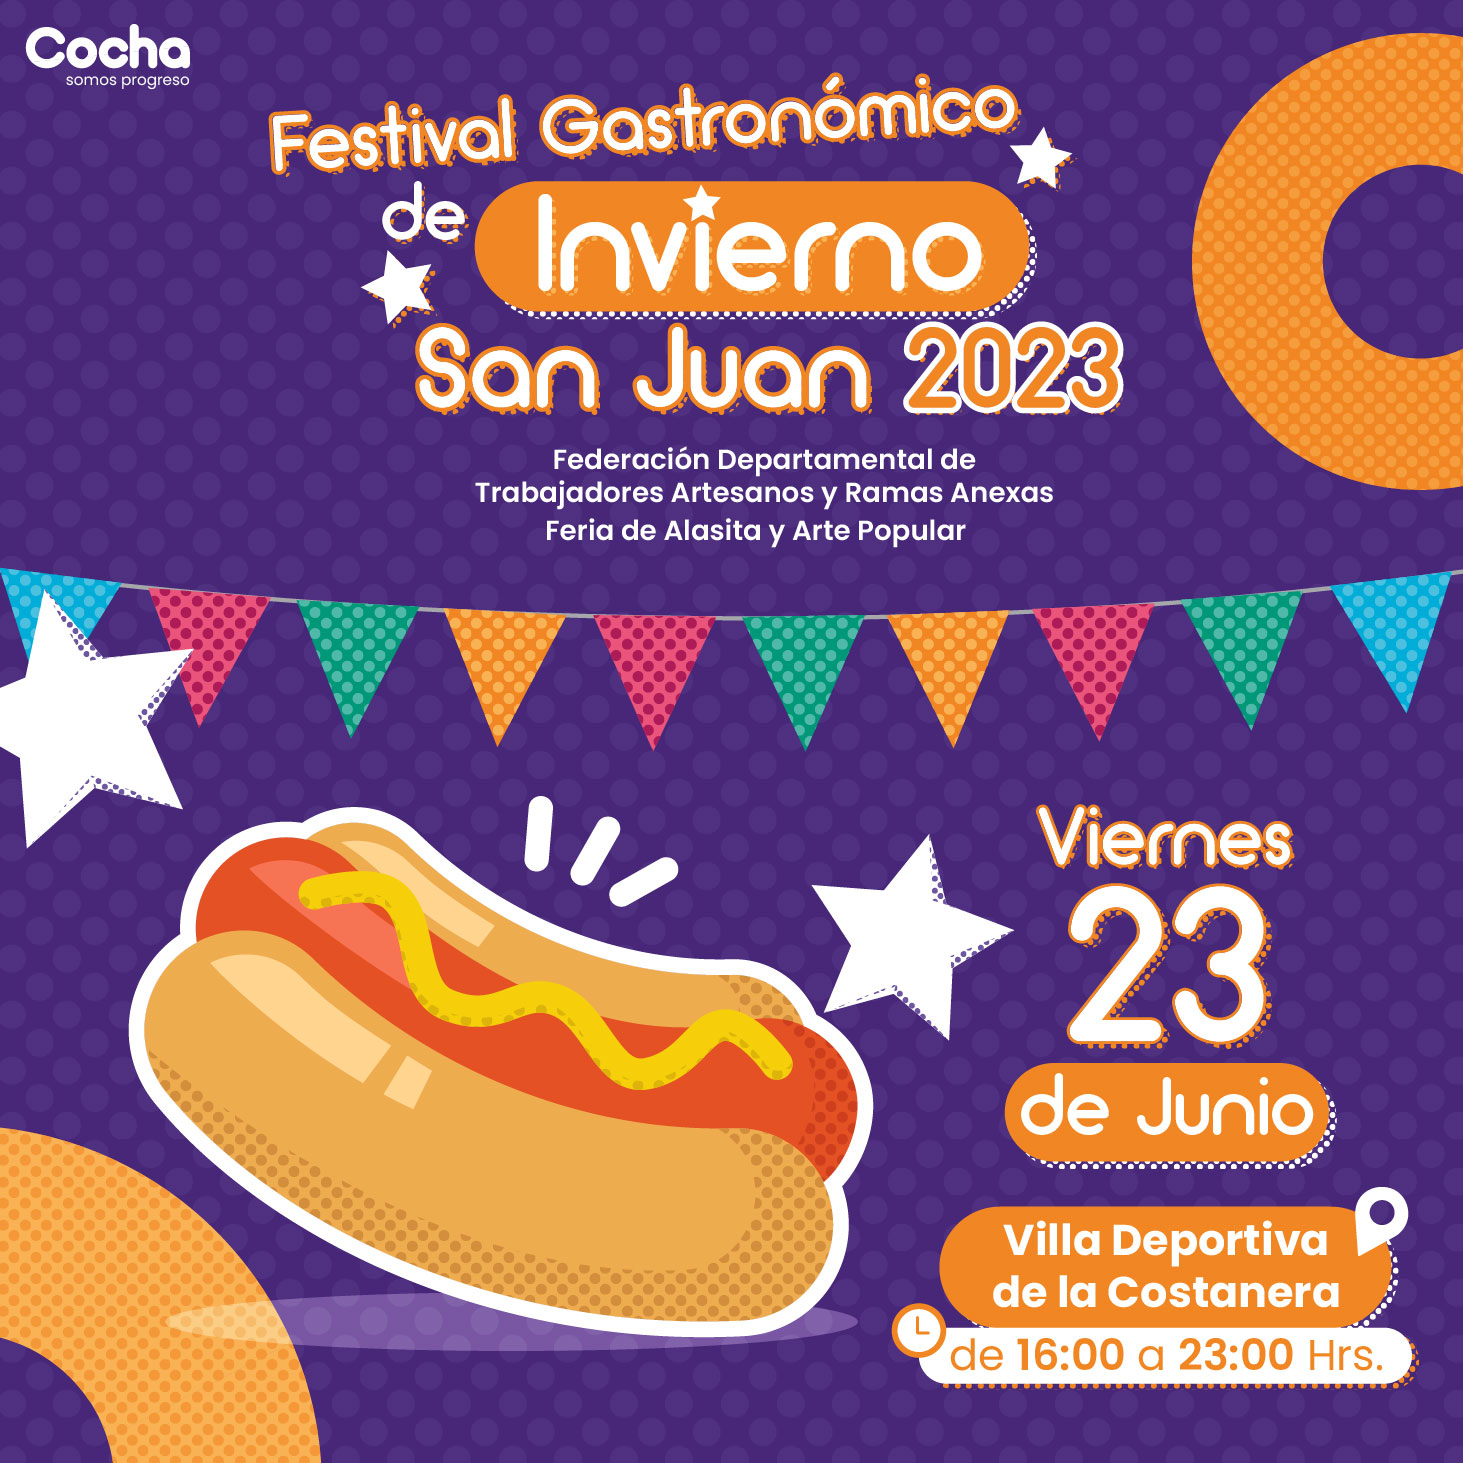 Cocha
somos progreso
Festival Gastronómico
de Invierno
San Juan 2023
Federación Departamental de
Trabajadores Artesanos y Ramas Anexas
Feria de Alasita y Arte Popular
Viernes
23
de Junio
Villa Deportiva
de la Costanera
de 16:00 a 23:00 Hrs.